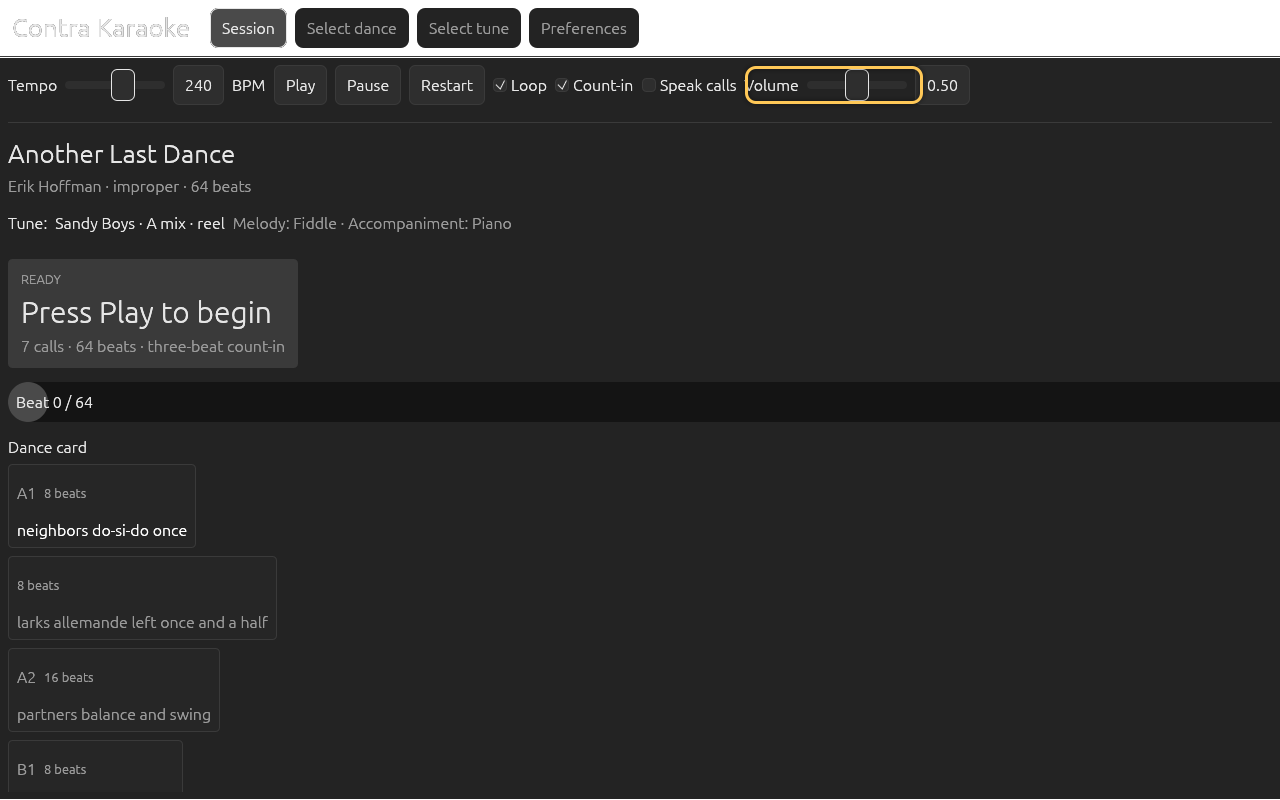 Contra Karaoke Session Select dance Select tune Preferences
Tempo 240 BPM Play Pause Restart Loop Count-in Speak calls Volume 0.50
Another Last Dance
Erik Hoffman · improper · 64 beats
Tune: Sandy Boys · A mix · reel Melody: Fiddle · Accompaniment: Piano
READY
Press Play to begin
7 calls · 64 beats · three-beat count-in
Beat 0 / 64
Dance card
A1 8 beats
neighbors do-si-do once
8 beats
larks allemande left once and a half
A2 16 beats
partners balance and swing
B1 8 beats